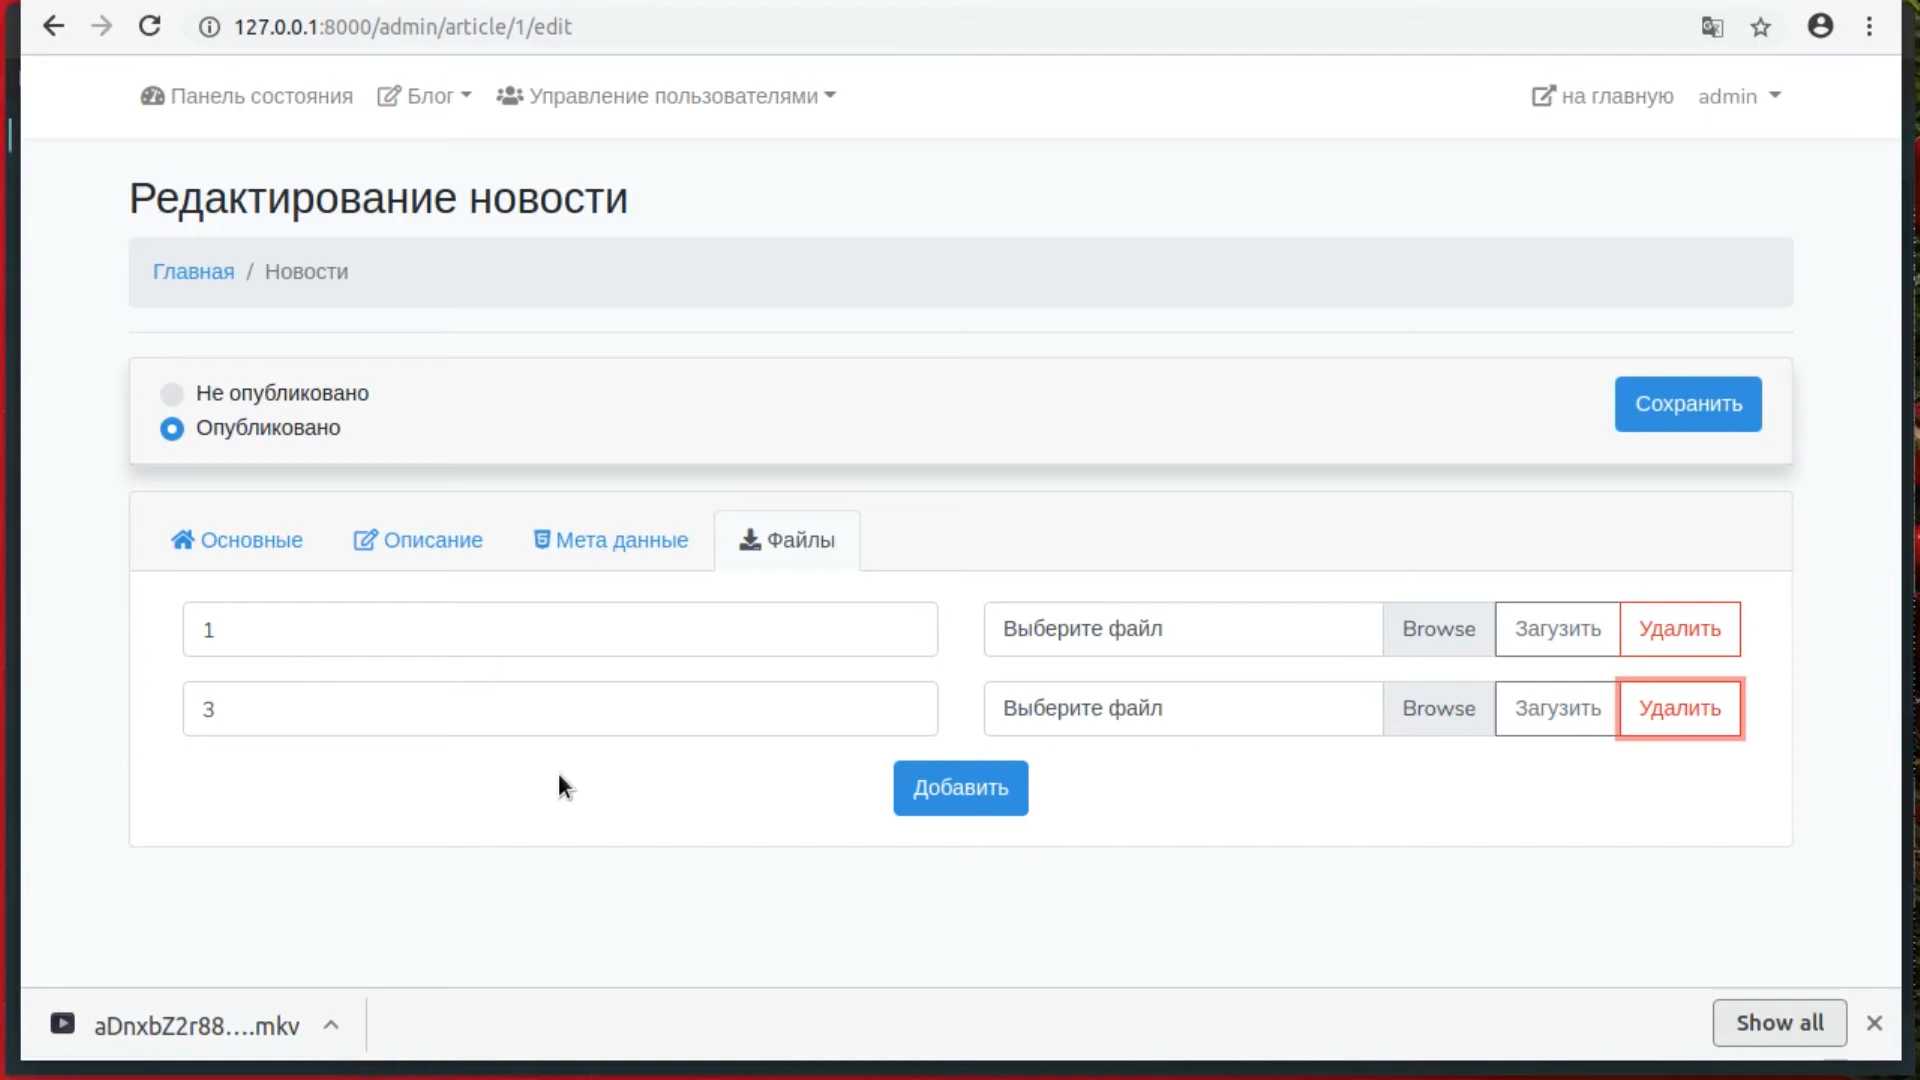 127.0.0.1:8000/admin/article/1/edit
Панель состояния Блог Управление пользователями на главную admin
Редактирование новости
Главная / Новости
Не опубликовано
Опубликовано
Сохранить
Основные Описание Мета данные Файлы
1 Выберите файл Browse Загузить Удалить
3 Выберите файл Browse Загузить Удалить
Добавить
aDnxbZ2r88....mkv Show all